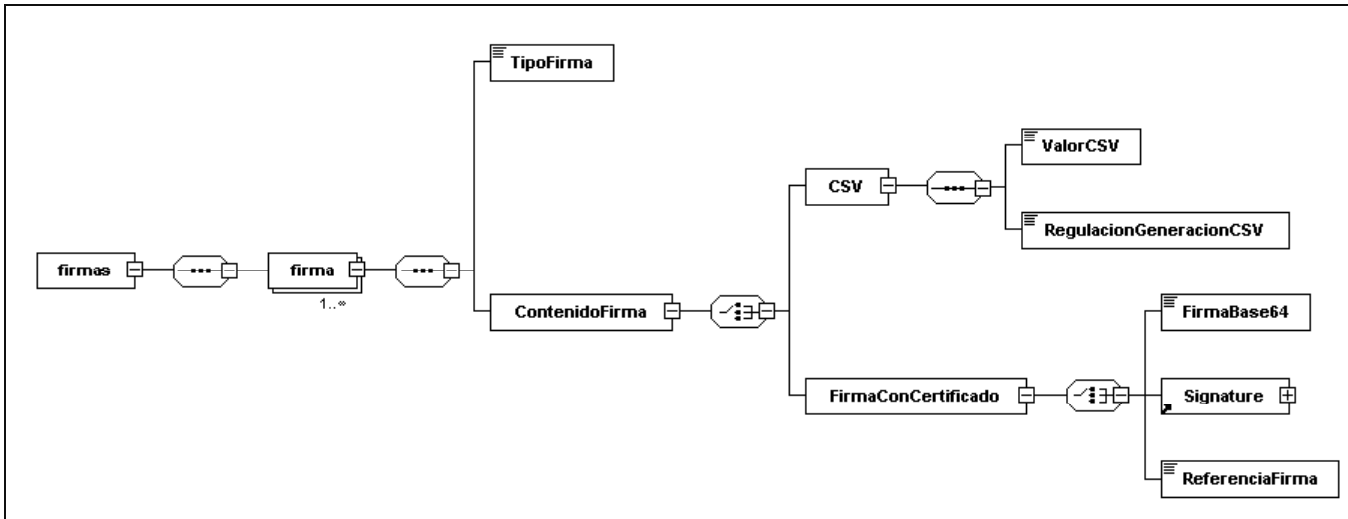 TipoFirma
ValorCSV
CSV
RegulacionGeneracionCSV
firmas
firma
1..∞
ContenidoFirma
FirmaBase64
FirmaConCertificado
Signature
ReferenciaFirma